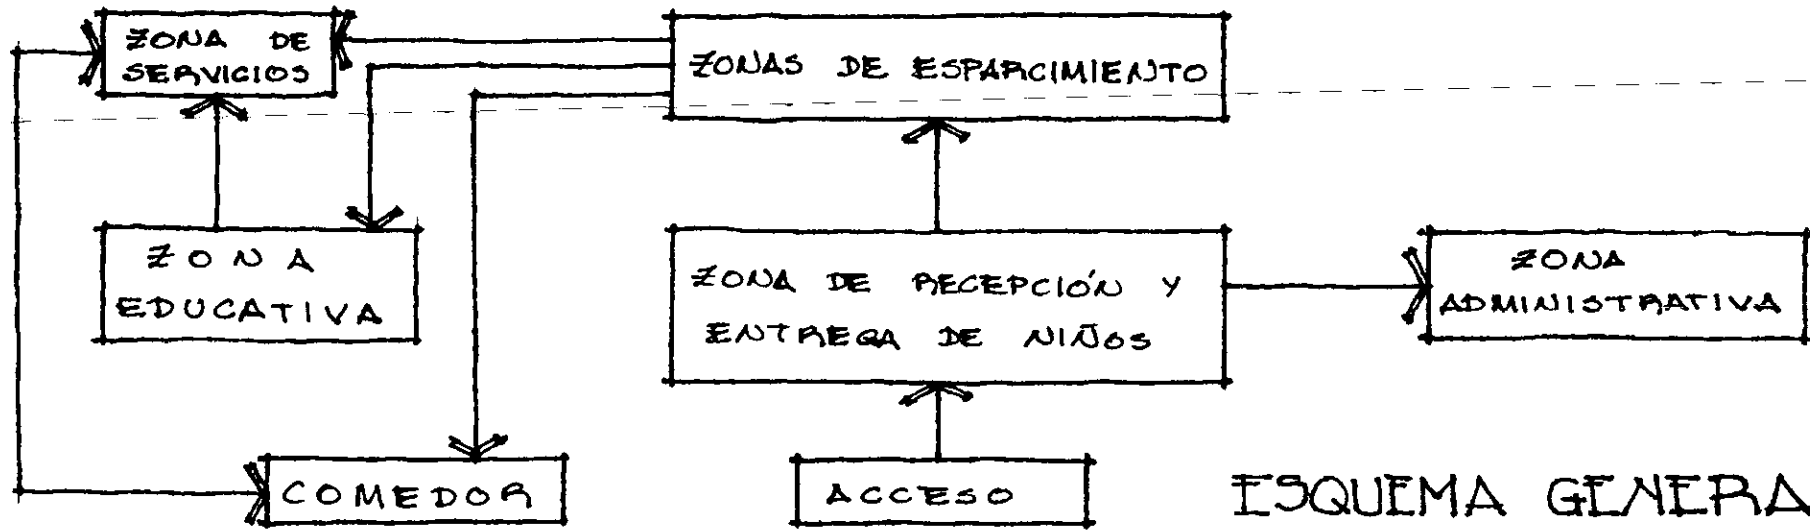 ZONA DE
SERVICIOS
ZONAS DE ESPARCIMIENTO
ZONA
EDUCATIVA
ZONA DE RECEPCIÓN Y
ENTREGA DE NIÑOS
ZONA
ADMINISTRATIVA
COMEDOR
ACCESO
ESQUEMA GENERA